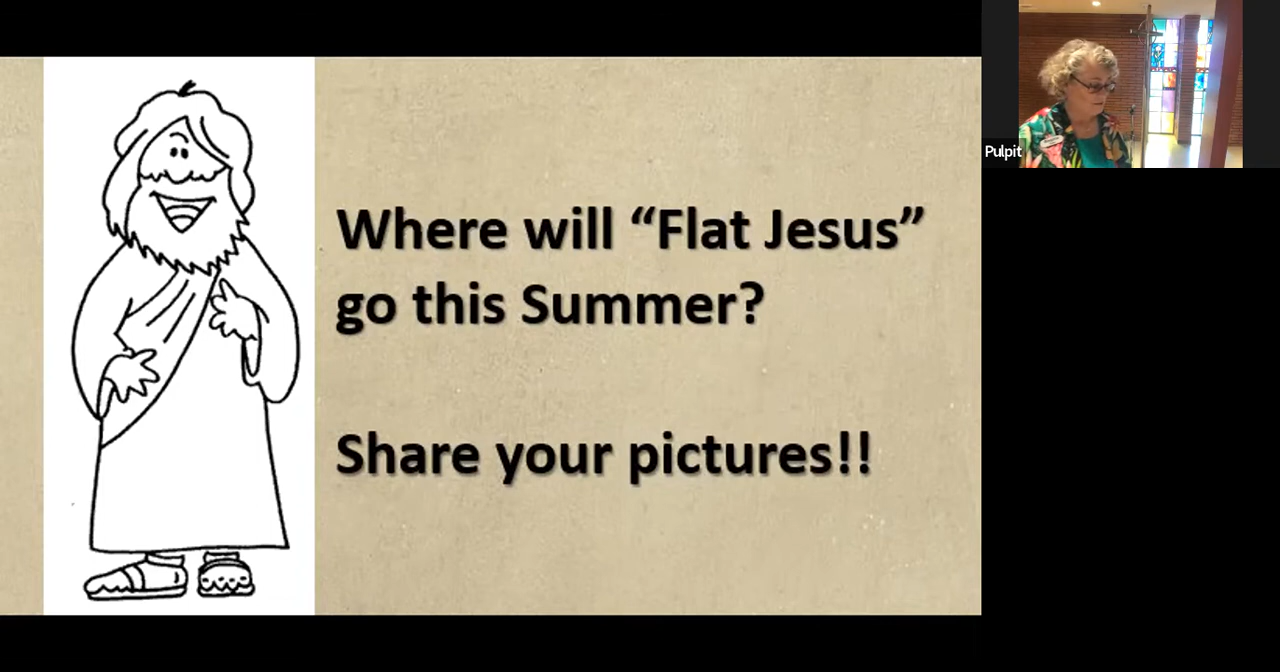 Where will “Flat Jesus”
go this Summer?
Share your pictures!!
Pulpit